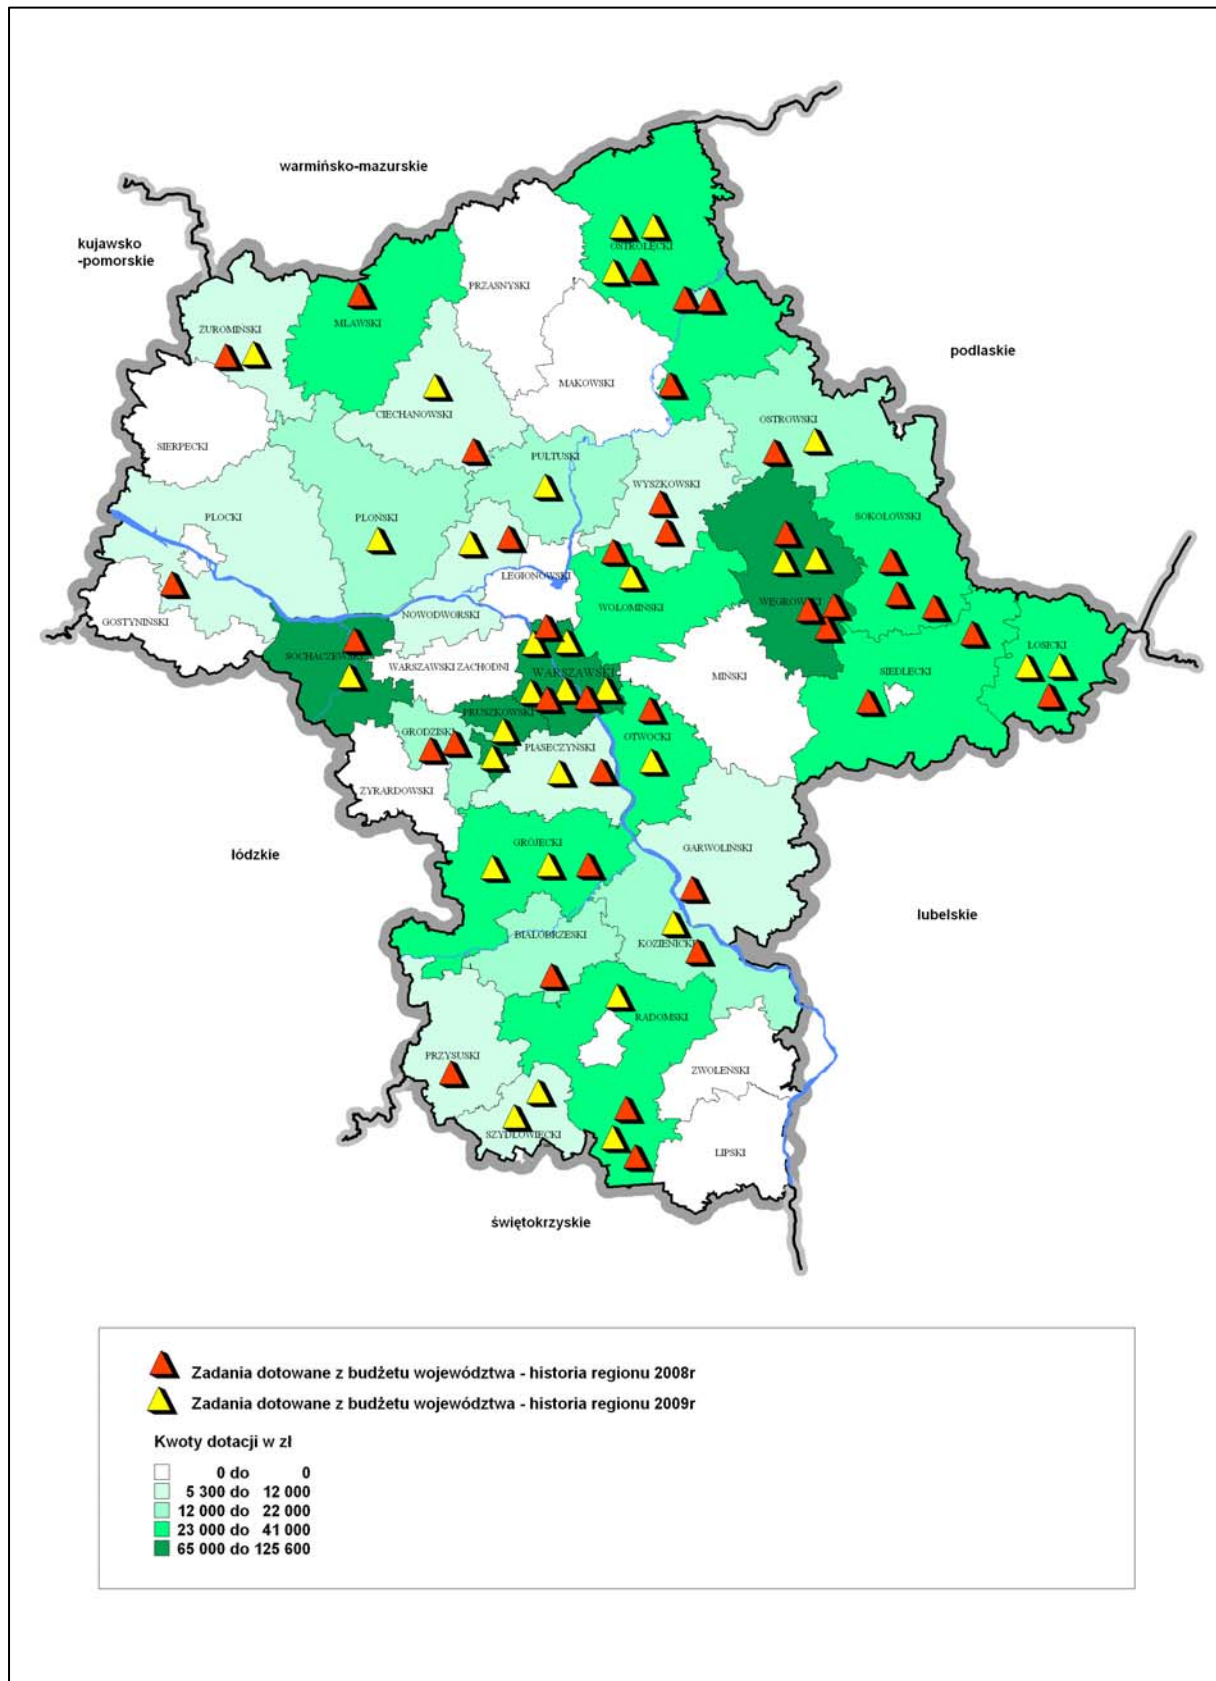 warmińsko-mazurskie
kujawsko
-pomorskie
OSTROŁĘCKI
PRZASNYSKI
ŻUROMIŃSKI
MŁAWSKI
podlaskie
MAKOWSKI
CIECHANOWSKI
OSTROWSKI
SIERPECKI
PUŁTUSKI
WYSZKOWSKI
PŁOCKI
PŁOŃSKI
SOKOŁOWSKI
LEGIONOWSKI
WĘGROWSKI
WOŁOMIŃSKI
NOWODWORSKI
GOSTYNIŃSKI
SOCHACZEWSKI
WARSZAWSKI ZACHODNI
WARSZAWSKI
MIŃSKI
SIEDLECKI
ŁOSICKI
PRUSZKOWSKI
GRODZISKI
PIASECZYŃSKI
OTWOCKI
ŻYRARDOWSKI
GRÓJECKI
GARWOLIŃSKI
łódzkie
lubelskie
BIAŁOBRZESKI
KOZIENICKI
RADOMSKI
PRZYSUSKI
ZWOLEŃSKI
SZYDŁOWIECKI
LIPSKI
świętokrzyskie
Zadania dotowane z budżetu województwa - historia regionu 2008r
Zadania dotowane z budżetu województwa - historia regionu 2009r
Kwoty dotacji w zł
0 do 0
5 300 do 12 000
12 000 do 22 000
23 000 do 41 000
65 000 do 125 600